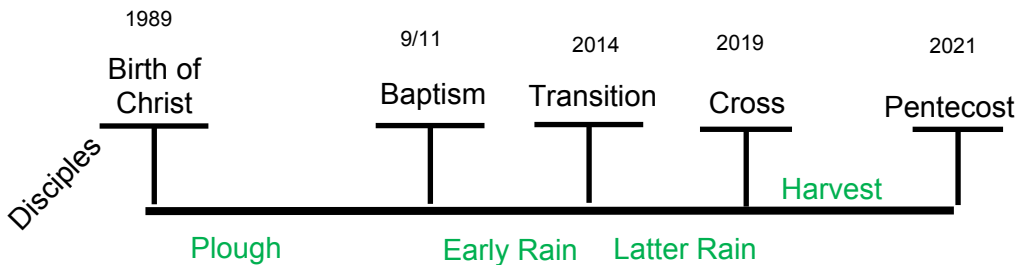 1989
9/11
2014
2019
2021
Birth of
Christ
Baptism
Transition
Cross
Pentecost
Disciples
Harvest
Plough
Early Rain
Latter Rain